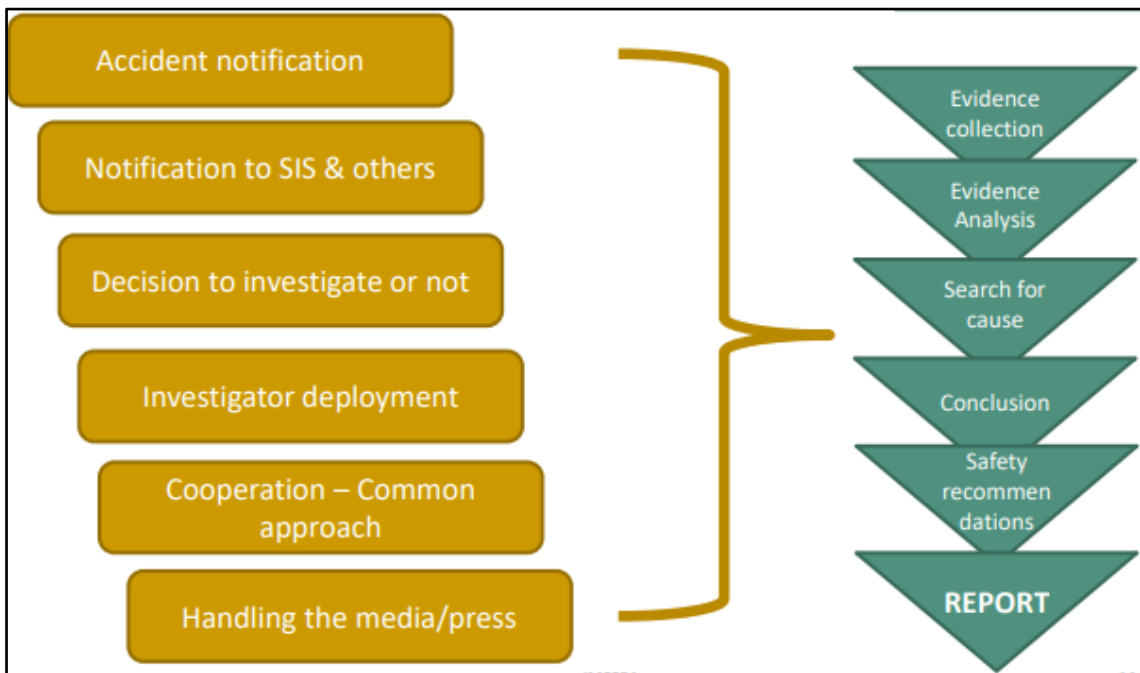 Accident notification
Notification to SIS & others
Decision to investigate or not
Investigator deployment
Cooperation – Common
approach
Handling the media/press
Evidence
collection
Evidence
Analysis
Search for
cause
Conclusion
Safety
recommen
dations
REPORT